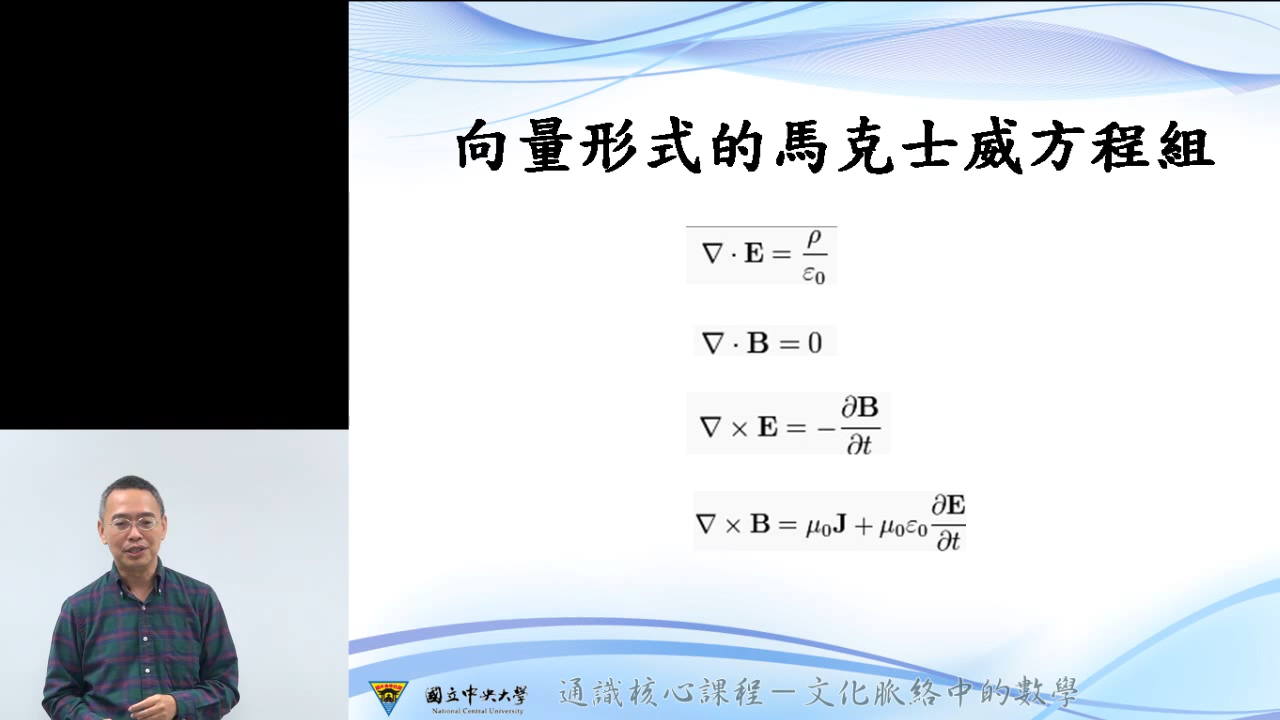 向量形式的馬克士威方程組
∇ · E = ρ/ε₀
∇ · B = 0
∇ × E = −∂B/∂t
∇ × B = μ₀J + μ₀ε₀ ∂E/∂t
國立中央大學
National Central University
通識核心課程－文化脈絡中的數學